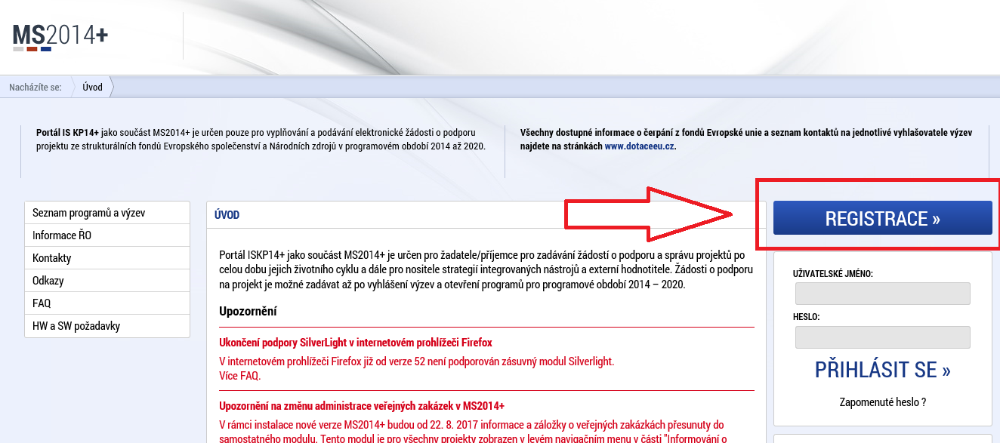 MS2014+
Nacházíte se:
Úvod
Portál IS KP14+ jako součást MS2014+ je určen pouze pro vyplňování a podávání elektronické žádosti o podporu
projektu ze strukturálních fondů Evropského společenství a Národních zdrojů v programovém období 2014 až 2020.
Všechny dostupné informace o čerpání z fondů Evropské unie a seznam kontaktů na jednotlivé vyhlašovatele výzev
najdete na stránkách www.dotaceeu.cz.
Seznam programů a výzev
Informace ŘO
Kontakty
Odkazy
FAQ
HW a SW požadavky
ÚVOD
Portál ISKP14+ jako součást MS2014+ je určen pro žadatele/příjemce pro zadávání žádostí o podporu a správu projektů po
celou dobu jejich životního cyklu a dále pro nositele strategií integrovaných nástrojů a externí hodnotitele. Žádosti o podporu
na projekt je možné zadávat až po vyhlášení výzev a otevření programů pro programové období 2014 – 2020.
Upozornění
Ukončení podpory SilverLight v internetovém prohlížeči Firefox
V internetovém prohlížeči Firefox již od verze 52 není podporován zásuvný modul Silverlight.
Více FAQ.
Upozornění na změnu administrace veřejných zakázek v MS2014+
V rámci instalace nové verze MS2014+ budou od 22. 8. 2017 informace a záložky o veřejných zakázkách přesunuty do
samostatného modulu. Tento modul je pro všechny projekty zobrazen v levém navigačním menu v části "Informování o
REGISTRACE »
UŽIVATELSKÉ JMÉNO:
HESLO:
PŘIHLÁSIT SE »
Zapomenuté heslo ?